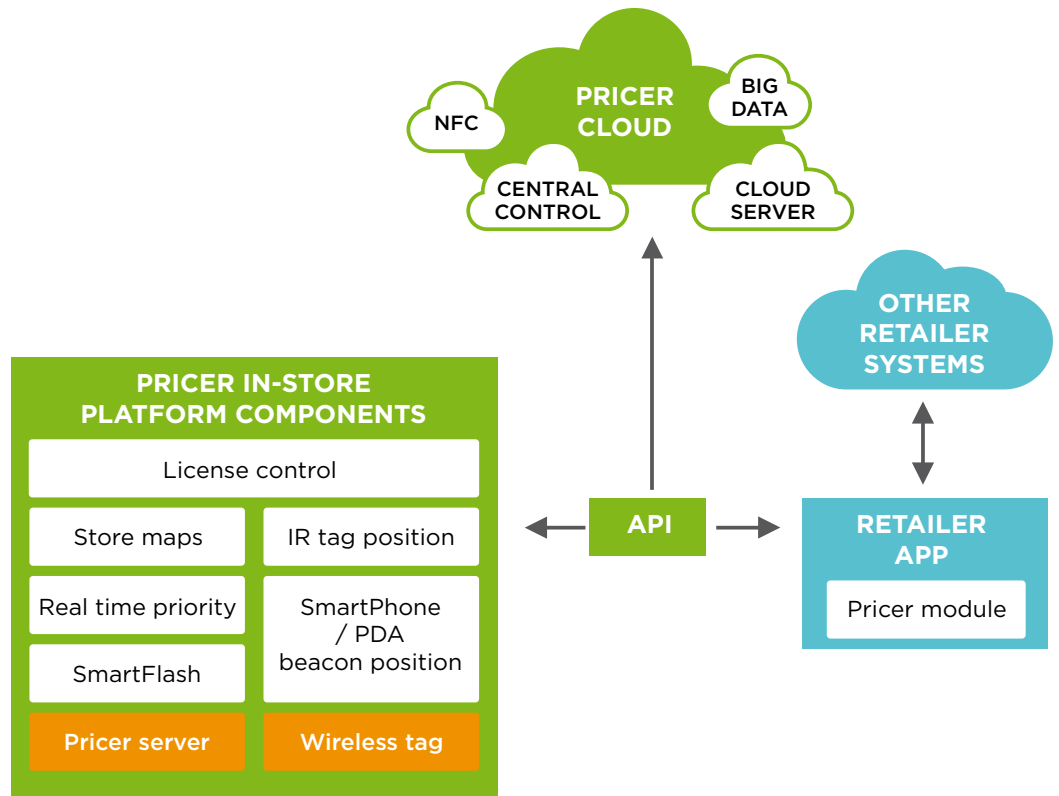 PRICER
CLOUD
NFC
BIG
DATA
CENTRAL
CONTROL
CLOUD
SERVER
OTHER
RETAILER
SYSTEMS
PRICER IN-STORE
PLATFORM COMPONENTS
License control
Store maps
IR tag position
Real time priority
SmartPhone
/ PDA
beacon position
SmartFlash
Pricer server
Wireless tag
API
RETAILER
APP
Pricer module